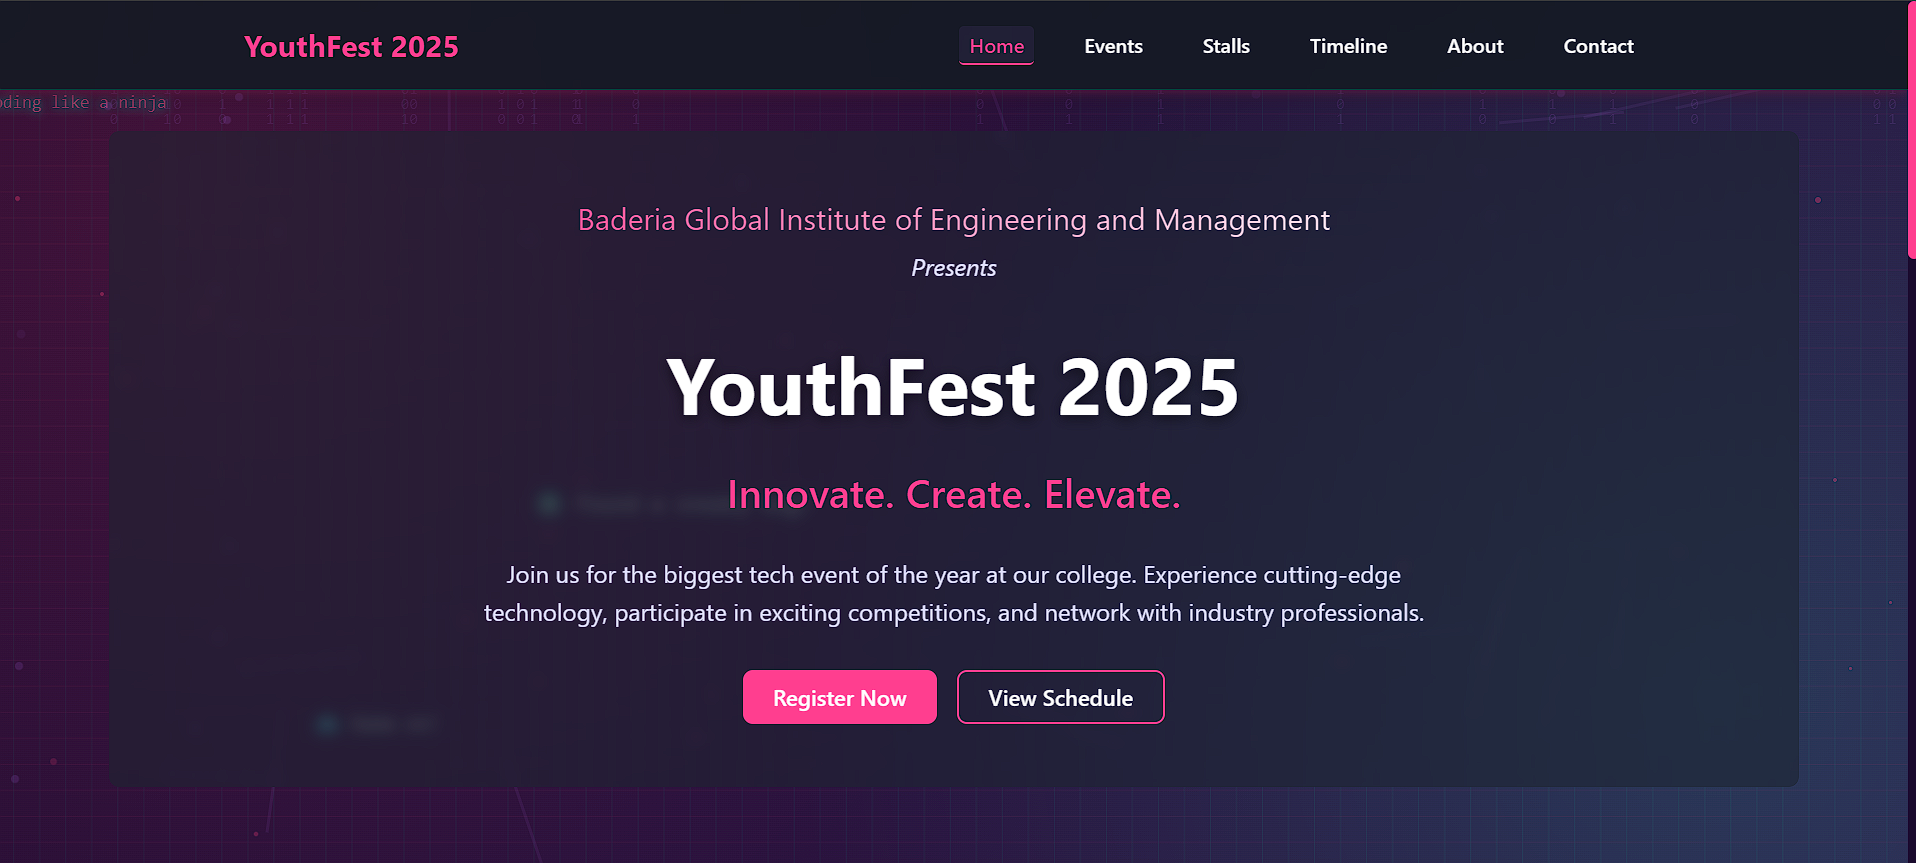 YouthFest 2025
Home Events Stalls Timeline About Contact
like a ninja
Baderia Global Institute of Engineering and Management
Presents
YouthFest 2025
Innovate. Create. Elevate.
Join us for the biggest tech event of the year at our college. Experience cutting-edge
technology, participate in exciting competitions, and network with industry professionals.
Register Now View Schedule